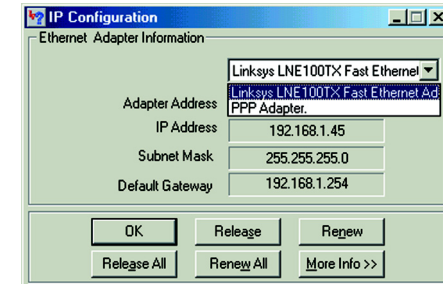 IP Configuration
Ethernet Adapter Information
Linksys LNE100TX Fast Ethernet
Linksys LNE100TX Fast Ethernet Ad
PPP Adapter.
Adapter Address
IP Address 192.168.1.45
Subnet Mask 255.255.255.0
Default Gateway 192.168.1.254
OK Release Renew
Release All Renew All More Info >>